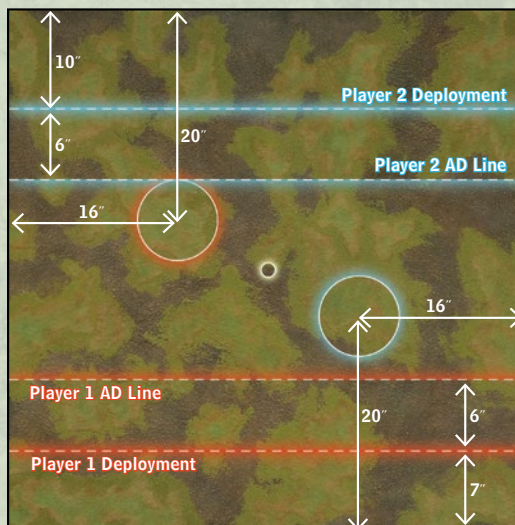 10″
Player 2 Deployment
6″
20″
Player 2 AD Line
16″
16″
Player 1 AD Line
20″
6″
Player 1 Deployment
7″